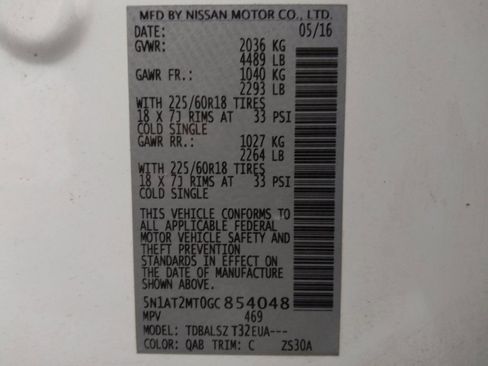 MFD BY NISSAN MOTOR CO., LTD.
DATE: 05/16
GVWR: 2036 KG
4489 LB
GAWR FR.: 1040 KG
2293 LB
WITH 225/60R18 TIRES
18 X 7J RIMS AT 33 PSI
COLD SINGLE
GAWR RR.: 1027 KG
2264 LB
WITH 225/60R18 TIRES
18 X 7J RIMS AT 33 PSI
COLD SINGLE
THIS VEHICLE CONFORMS TO
ALL APPLICABLE FEDERAL
MOTOR VEHICLE SAFETY AND
THEFT PREVENTION
STANDARDS IN EFFECT ON
THE DATE OF MANUFACTURE
SHOWN ABOVE.
5N1AT2MT0GC854048
MPV 469
MODEL: TDBALSZ T32EUA---
COLOR: QAB TRIM: C ZS30A